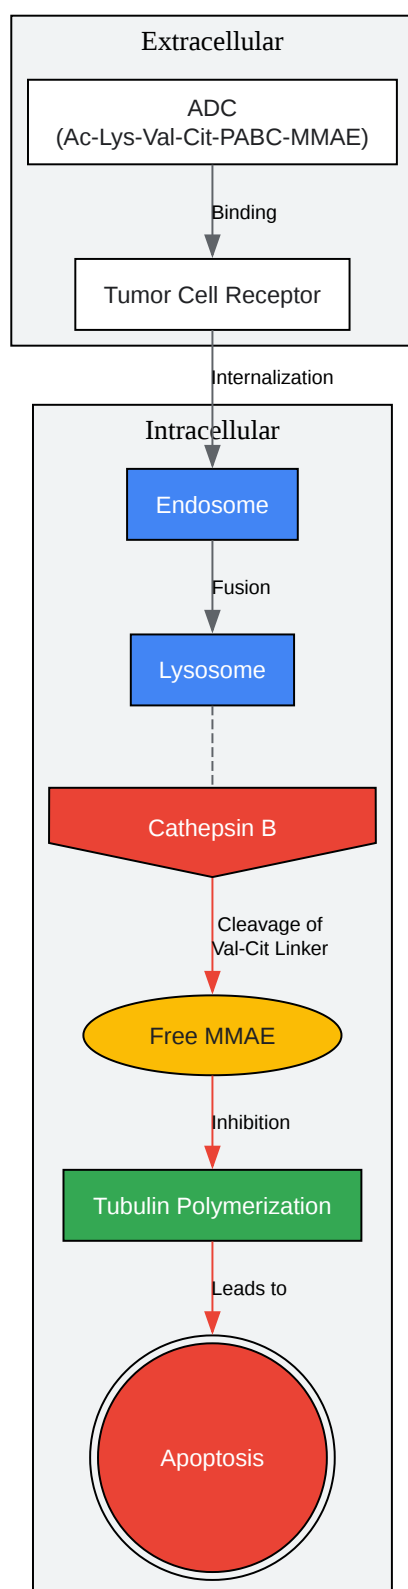 Extracellular
ADC
(Ac-Lys-Val-Cit-PABC-MMAE)
Binding
Tumor Cell Receptor
Internalization
Intracellular
Endosome
Fusion
Lysosome
Cathepsin B
Cleavage of
Val-Cit Linker
Free MMAE
Inhibition
Tubulin Polymerization
Leads to
Apoptosis